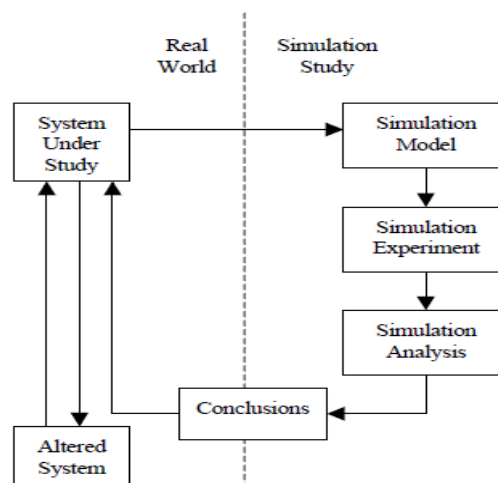 Real
World
Simulation
Study
System
Under
Study
Simulation
Model
Simulation
Experiment
Simulation
Analysis
Conclusions
Altered
System